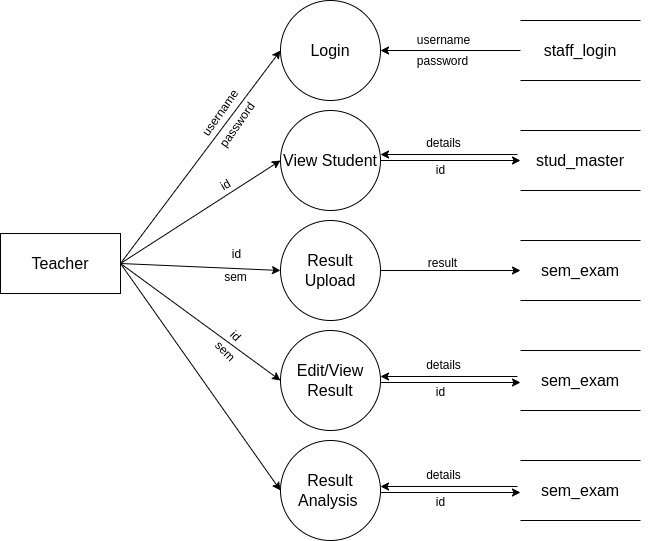 Login
username
password
staff_login
username
password
View Student
details
id
stud_master
id
Teacher
id
sem
Result
Upload
result
sem_exam
id
sem
Edit/View
Result
details
id
sem_exam
Result
Analysis
details
id
sem_exam